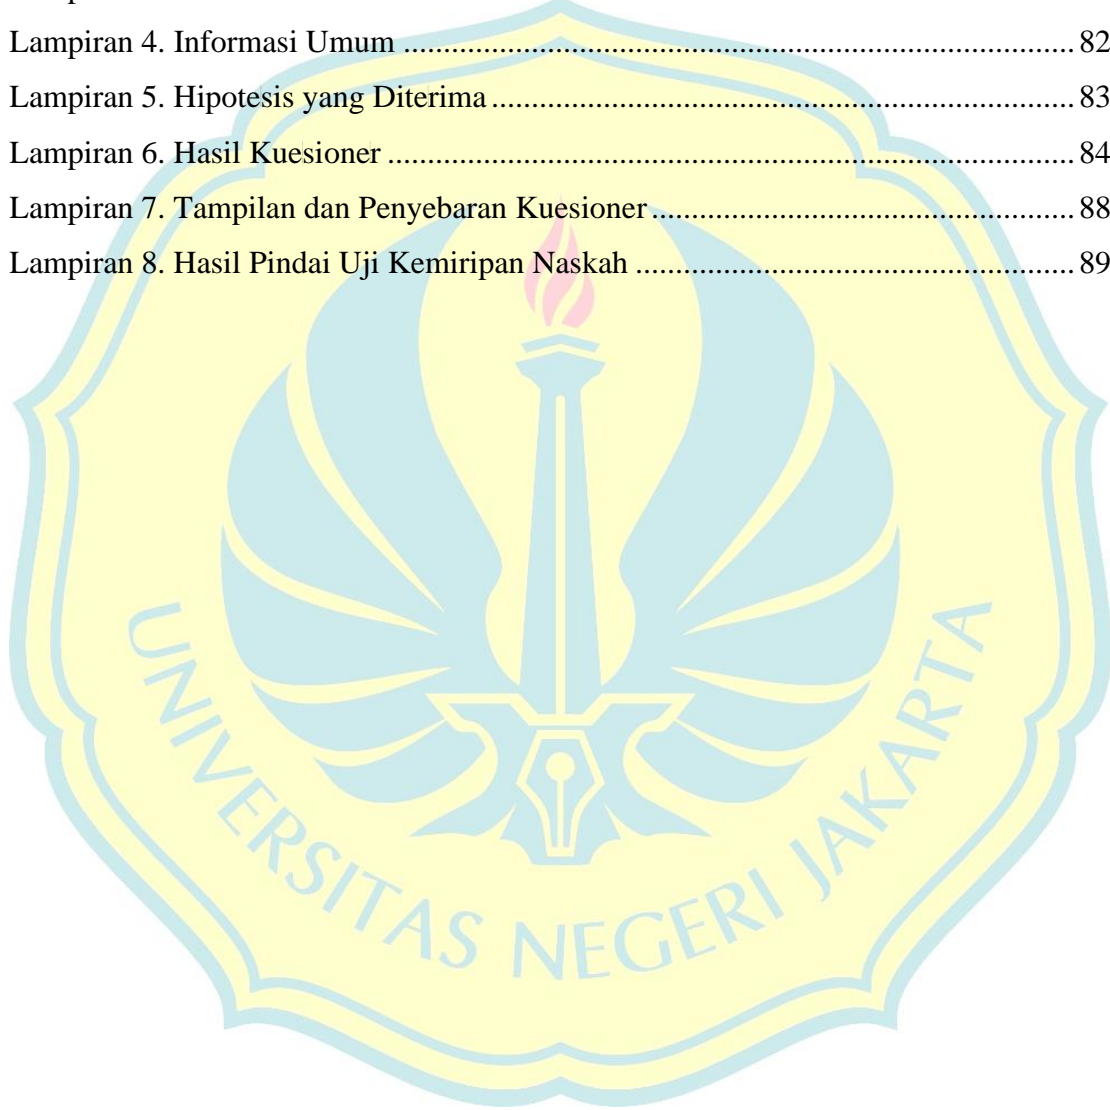 Lampiran 4. Informasi Umum ........................................................................................ 82
Lampiran 5. Hipotesis yang Diterima ............................................................................. 83
Lampiran 6. Hasil Kuesioner .......................................................................................... 84
Lampiran 7. Tampilan dan Penyebaran Kuesioner ......................................................... 88
Lampiran 8. Hasil Pindai Uji Kemiripan Naskah ........................................................... 89
UNIVERSITAS NEGERI JAKARTA